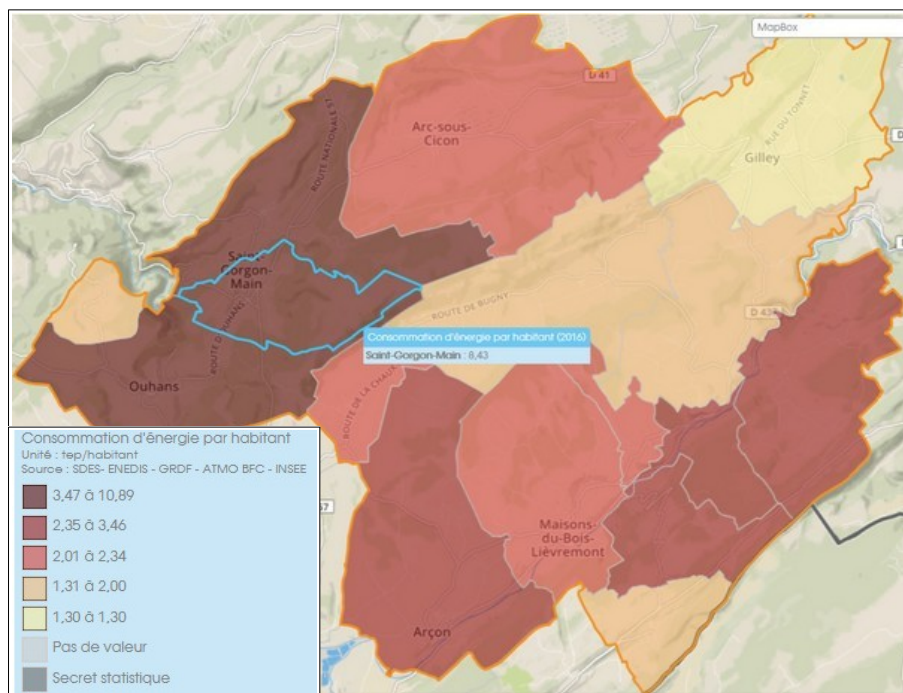 MapBox
D 41
ROUTE NATIONALE 57
Arc-sous-
Cicon
RUE DU TONNET
Gilley
D
Saint-
Gorgon-
Main
ROUTE D'OUHANS
ROUTE DE BUGNY
Consommation d'énergie par habitant (2016)
Saint-Gorgon-Main : 8,43
Ouhans
ROUTE DE LA CHAUX
Maisons-
du-Bois-
Lièvremont
Arçon
Consommation d'énergie par habitant
Unité : tep/habitant
Source : SDES- ENEDIS - GRDF - ATMO BFC - INSEE
3,47 à 10,89
2,35 à 3,46
2,01 à 2,34
1,31 à 2,00
1,30 à 1,30
Pas de valeur
Secret statistique